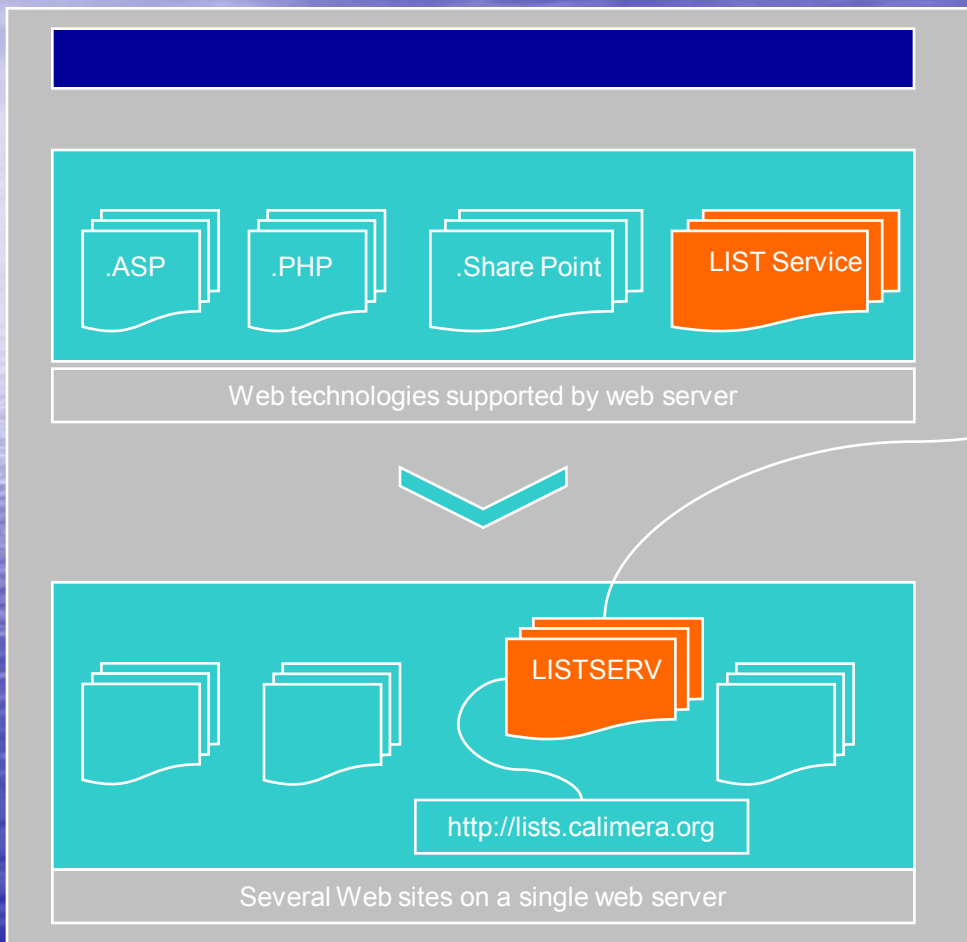 .ASP
.PHP
.Share Point
LIST Service
Web technologies supported by web server
LISTSERV
http://lists.calimera.org
Several Web sites on a single web server